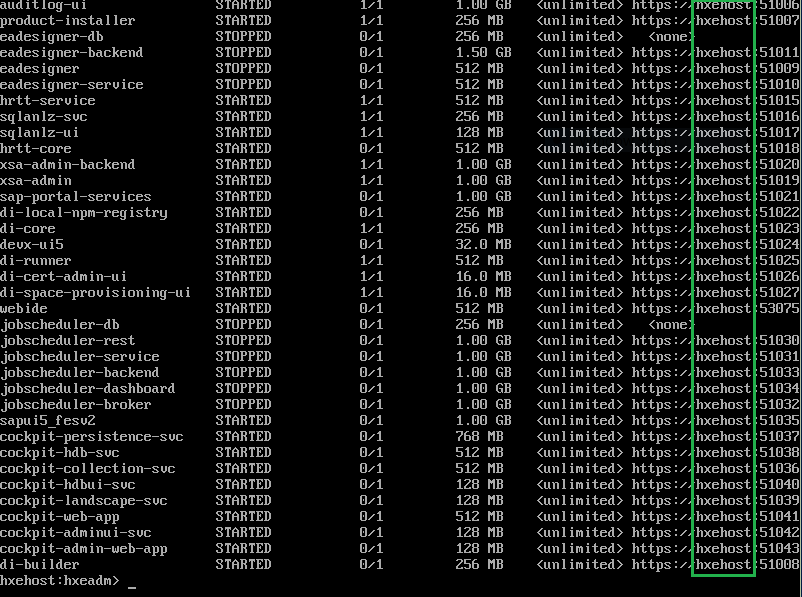 auditlog-ui STARTED 1/1 1.00 GB <unlimited> https://hxehost:51006
product-installer STARTED 1/1 256 MB <unlimited> https://hxehost:51007
eadesigner-db STOPPED 0/1 256 MB <none>
eadesigner-backend STOPPED 0/1 1.50 GB <unlimited> https://hxehost:51011
eadesigner STOPPED 0/1 512 MB <unlimited> https://hxehost:51009
eadesigner-service STOPPED 0/1 256 MB <unlimited> https://hxehost:51010
hrtt-service STARTED 1/1 512 MB <unlimited> https://hxehost:51015
sqlanlz-svc STARTED 1/1 256 MB <unlimited> https://hxehost:51016
sqlanlz-ui STARTED 1/1 128 MB <unlimited> https://hxehost:51017
hrtt-core STARTED 0/1 512 MB <unlimited> https://hxehost:51018
xsa-admin-backend STARTED 1/1 1.00 GB <unlimited> https://hxehost:51020
xsa-admin STARTED 1/1 1.00 GB <unlimited> https://hxehost:51019
sap-portal-services STOPPED 0/1 1.00 GB <unlimited> https://hxehost:51021
di-local-npm-registry STARTED 0/1 256 MB <unlimited> https://hxehost:51022
di-core STARTED 1/1 256 MB <unlimited> https://hxehost:51023
devx-ui5 STARTED 0/1 32.0 MB <unlimited> https://hxehost:51024
di-runner STARTED 1/1 512 MB <unlimited> https://hxehost:51025
di-cert-admin-ui STARTED 1/1 16.0 MB <unlimited> https://hxehost:51026
di-space-provisioning-ui STARTED 1/1 16.0 MB <unlimited> https://hxehost:51027
webide STARTED 0/1 512 MB <unlimited> https://hxehost:53075
jobscheduler-db STOPPED 0/1 256 MB <none>
jobscheduler-rest STOPPED 0/1 1.00 GB <unlimited> https://hxehost:51030
jobscheduler-service STOPPED 0/1 1.00 GB <unlimited> https://hxehost:51031
jobscheduler-backend STOPPED 0/1 1.00 GB <unlimited> https://hxehost:51033
jobscheduler-dashboard STOPPED 0/1 1.00 GB <unlimited> https://hxehost:51034
jobscheduler-broker STOPPED 0/1 1.00 GB <unlimited> https://hxehost:51032
sapui5_fesv2 STARTED 0/1 1.00 GB <unlimited> https://hxehost:51035
cockpit-persistence-svc STARTED 0/1 768 MB <unlimited> https://hxehost:51037
cockpit-hdb-svc STARTED 0/1 512 MB <unlimited> https://hxehost:51038
cockpit-collection-svc STARTED 0/1 512 MB <unlimited> https://hxehost:51036
cockpit-hdbui-svc STARTED 0/1 128 MB <unlimited> https://hxehost:51040
cockpit-landscape-svc STARTED 0/1 128 MB <unlimited> https://hxehost:51039
cockpit-web-app STARTED 0/1 512 MB <unlimited> https://hxehost:51041
cockpit-adminui-svc STARTED 0/1 128 MB <unlimited> https://hxehost:51042
cockpit-admin-web-app STARTED 0/1 128 MB <unlimited> https://hxehost:51043
di-builder STARTED 0/1 256 MB <unlimited> https://hxehost:51008
hxehost:hxeadm> _